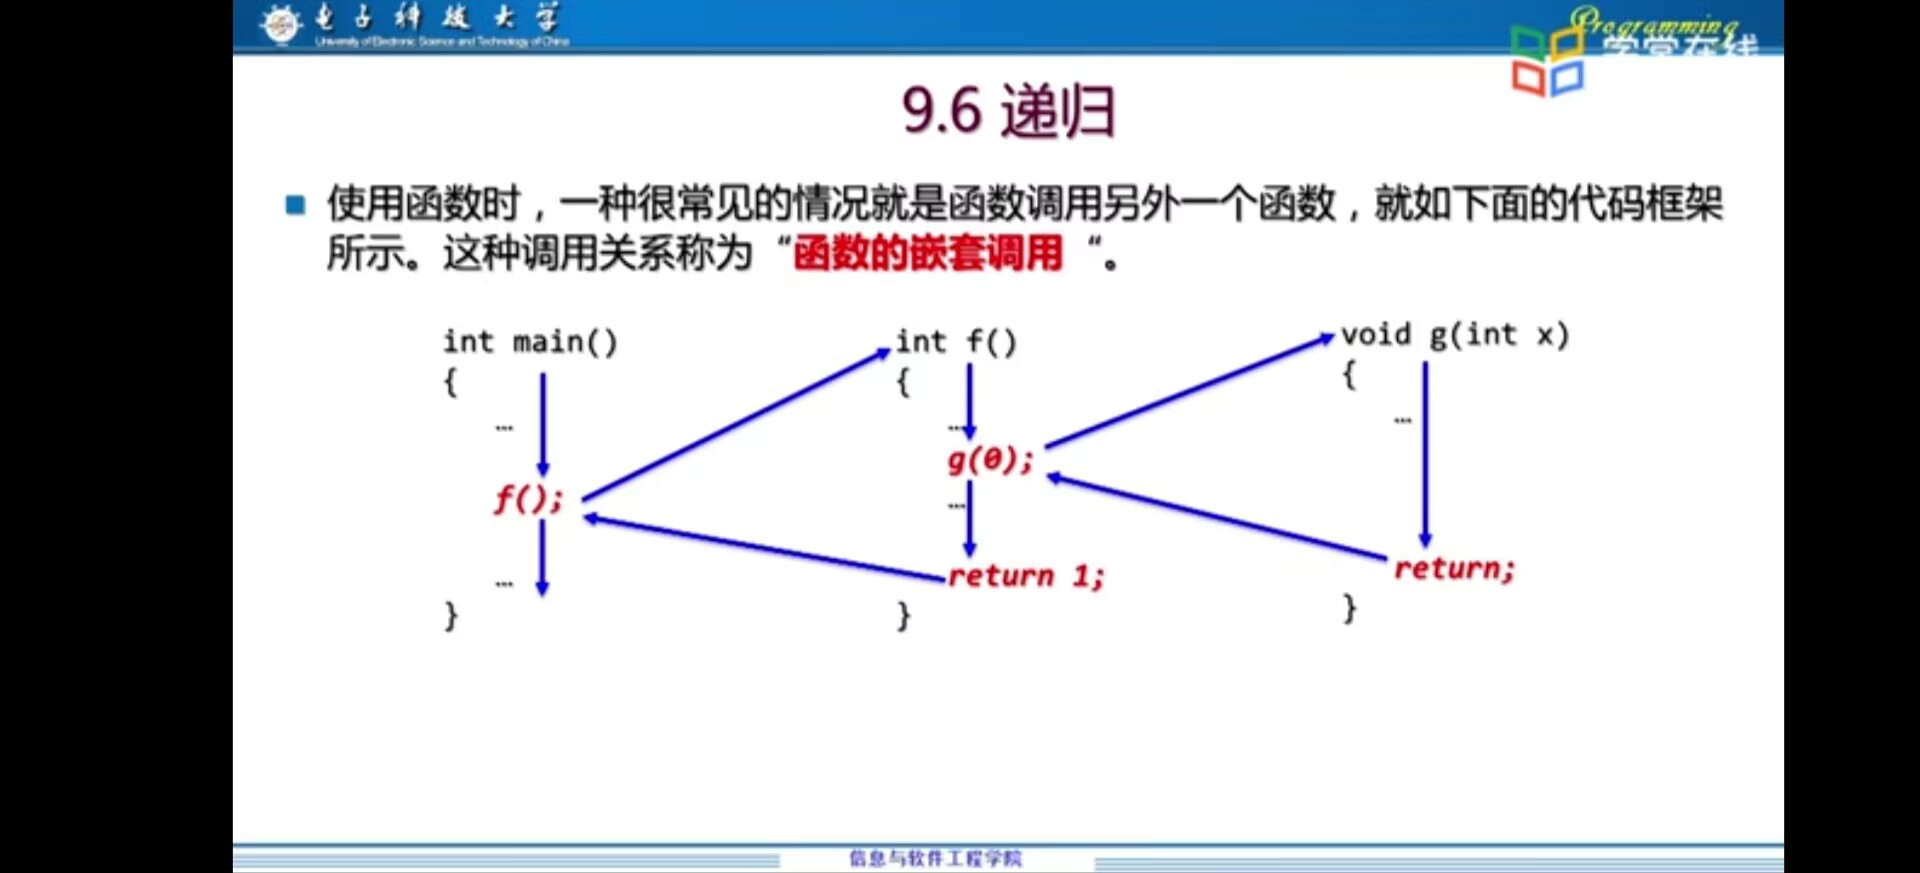 电子科技大学
University of Electronic Science and Technology of China
Programming
学堂在线
9.6 递归
使用函数时，一种很常见的情况就是函数调用另外一个函数，就如下面的代码框架
所示。这种调用关系称为“函数的嵌套调用“。
int main()
{
…
f();
…
}
int f()
{
…
g(0);
…
return 1;
}
void g(int x)
{
…
return;
}
信息与软件工程学院